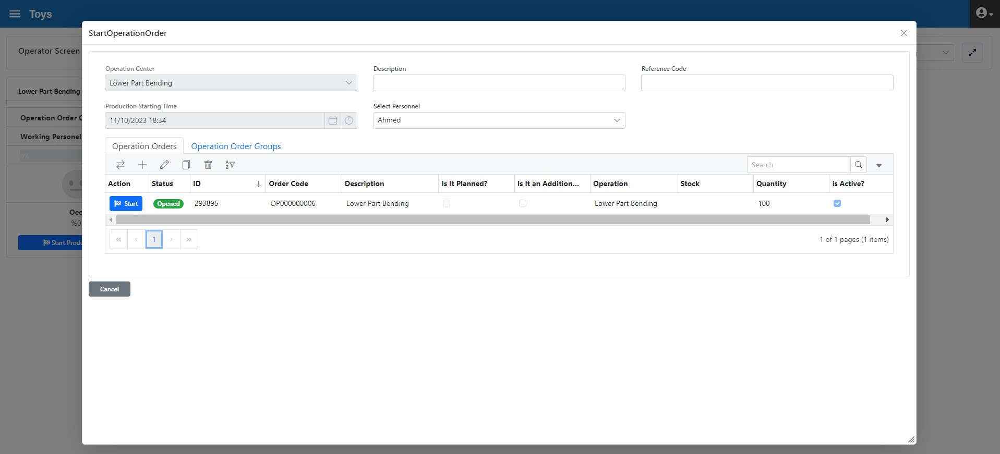 Toys
StartOperationOrder
Operator Screen
Operation Center
Description
Reference Code
Lower Part Bending
Lower Part Bending
Production Starting Time
Select Personnel
11/10/2023 18:34
Ahmed
Operation Order
Working Personel
Operation Orders
Operation Order Groups
0%
Search
Action
Status
ID
Order Code
Description
Is It Planned?
Is It an Addition...
Operation
Stock
Quantity
is Active?
Start
Opened
293895
OP000000006
Lower Part Bending
Lower Part Bending
100
Oee
%0
1
1 of 1 pages (1 items)
Start Produ
Cancel